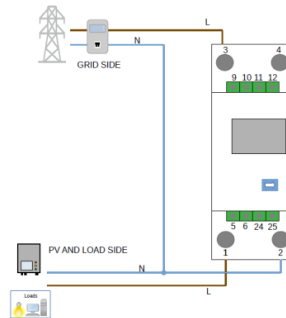 L
N
3 4
GRID SIDE
9 10 11 12
5 6 24 25
PV AND LOAD SIDE
1 2
N
Loads
L